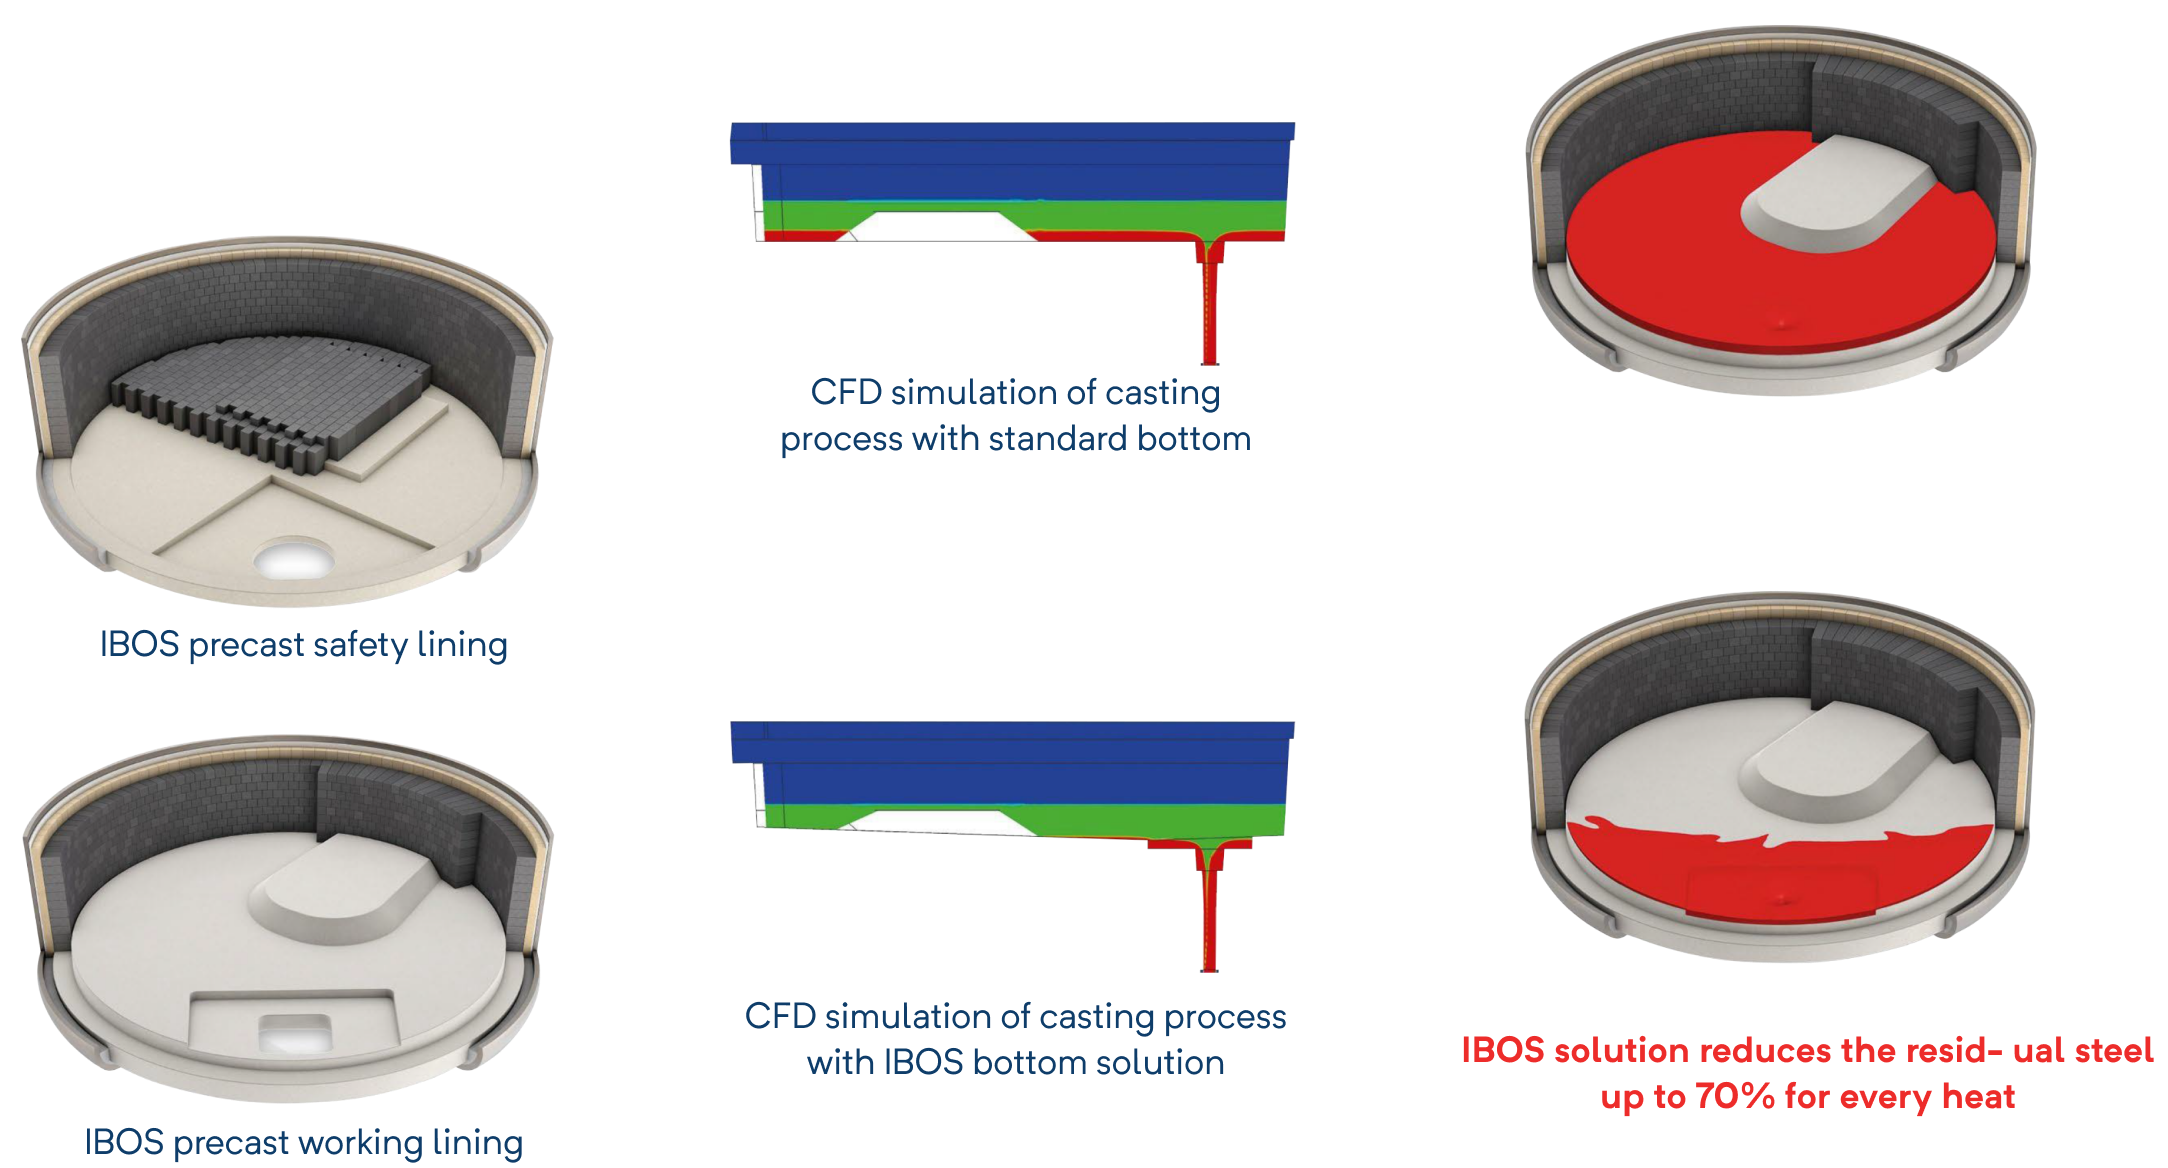 IBOS precast safety lining
IBOS precast working lining
CFD simulation of casting
process with standard bottom
CFD simulation of casting process
with IBOS bottom solution
IBOS solution reduces the resid- ual steel
up to 70% for every heat